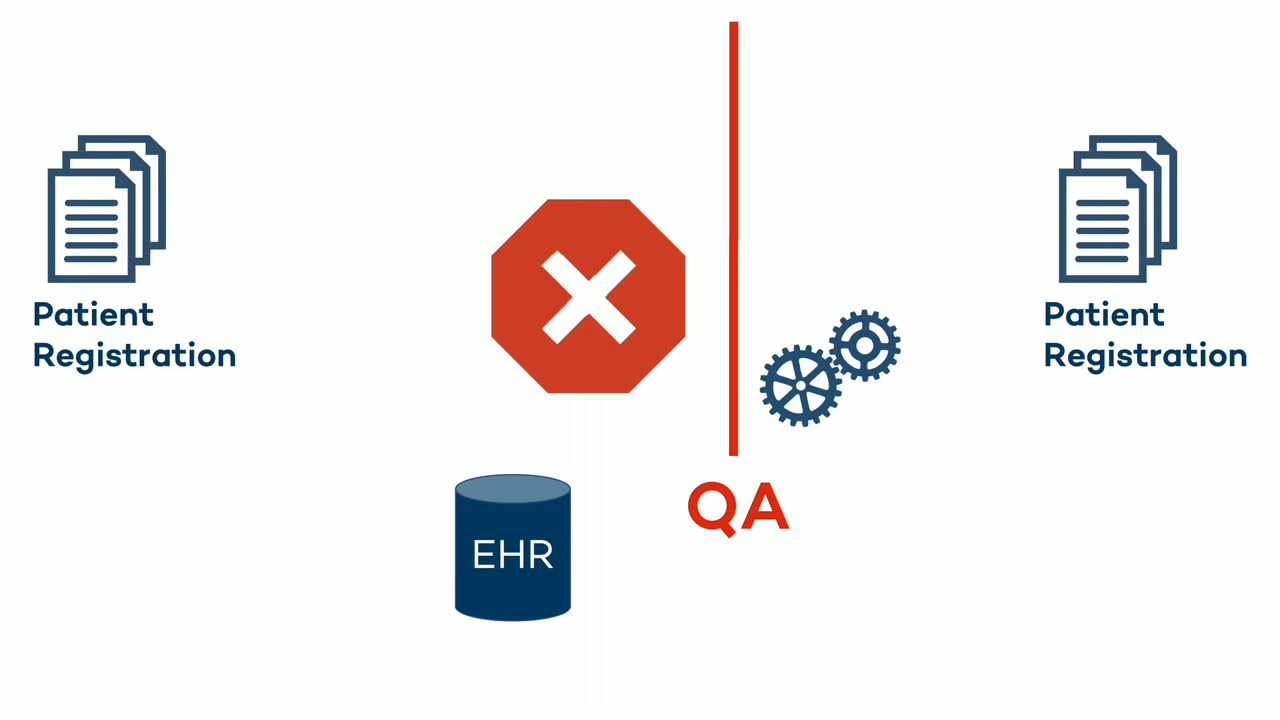 Patient
Registration
Patient
Registration
QA
EHR